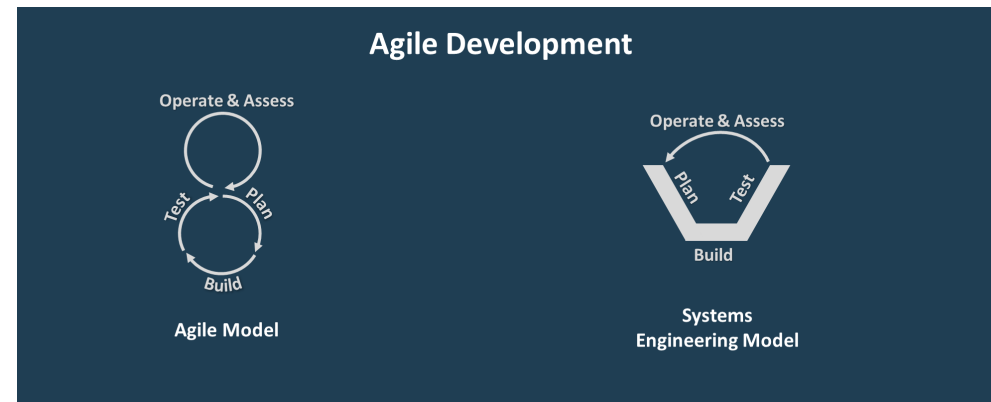 Agile Development
Operate & Assess
Test
Plan
Build
Agile Model
Operate & Assess
Plan
Test
Build
Systems
Engineering Model